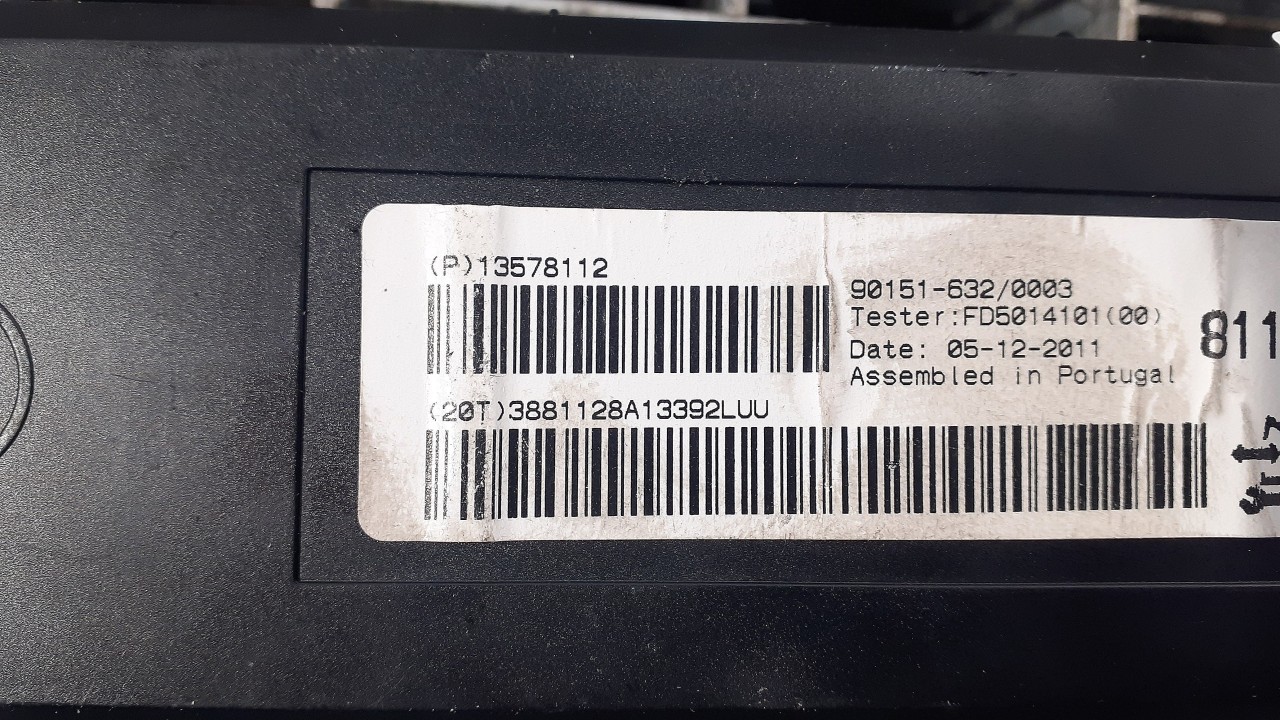 (P)13578112
90151-632/0003
Tester:FD5014101(00)
Date: 05-12-2011
Assembled in Portugal
811
(20T)3881128A13392LUU